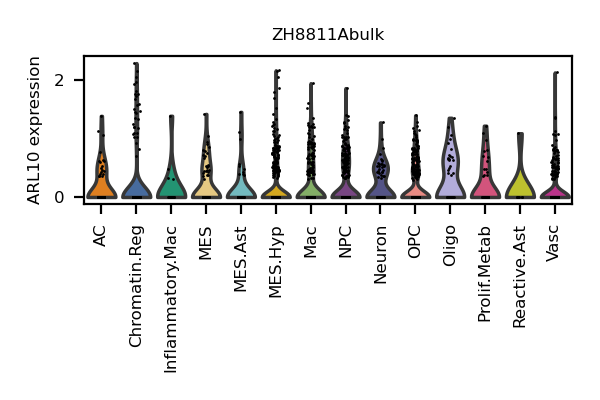 ZH8811Abulk
ARL10 expression
2
0
AC
Chromatin.Reg
Inflammatory.Mac
MES
MES.Ast
MES.Hyp
Mac
NPC
Neuron
OPC
Oligo
Prolif.Metab
Reactive.Ast
Vasc